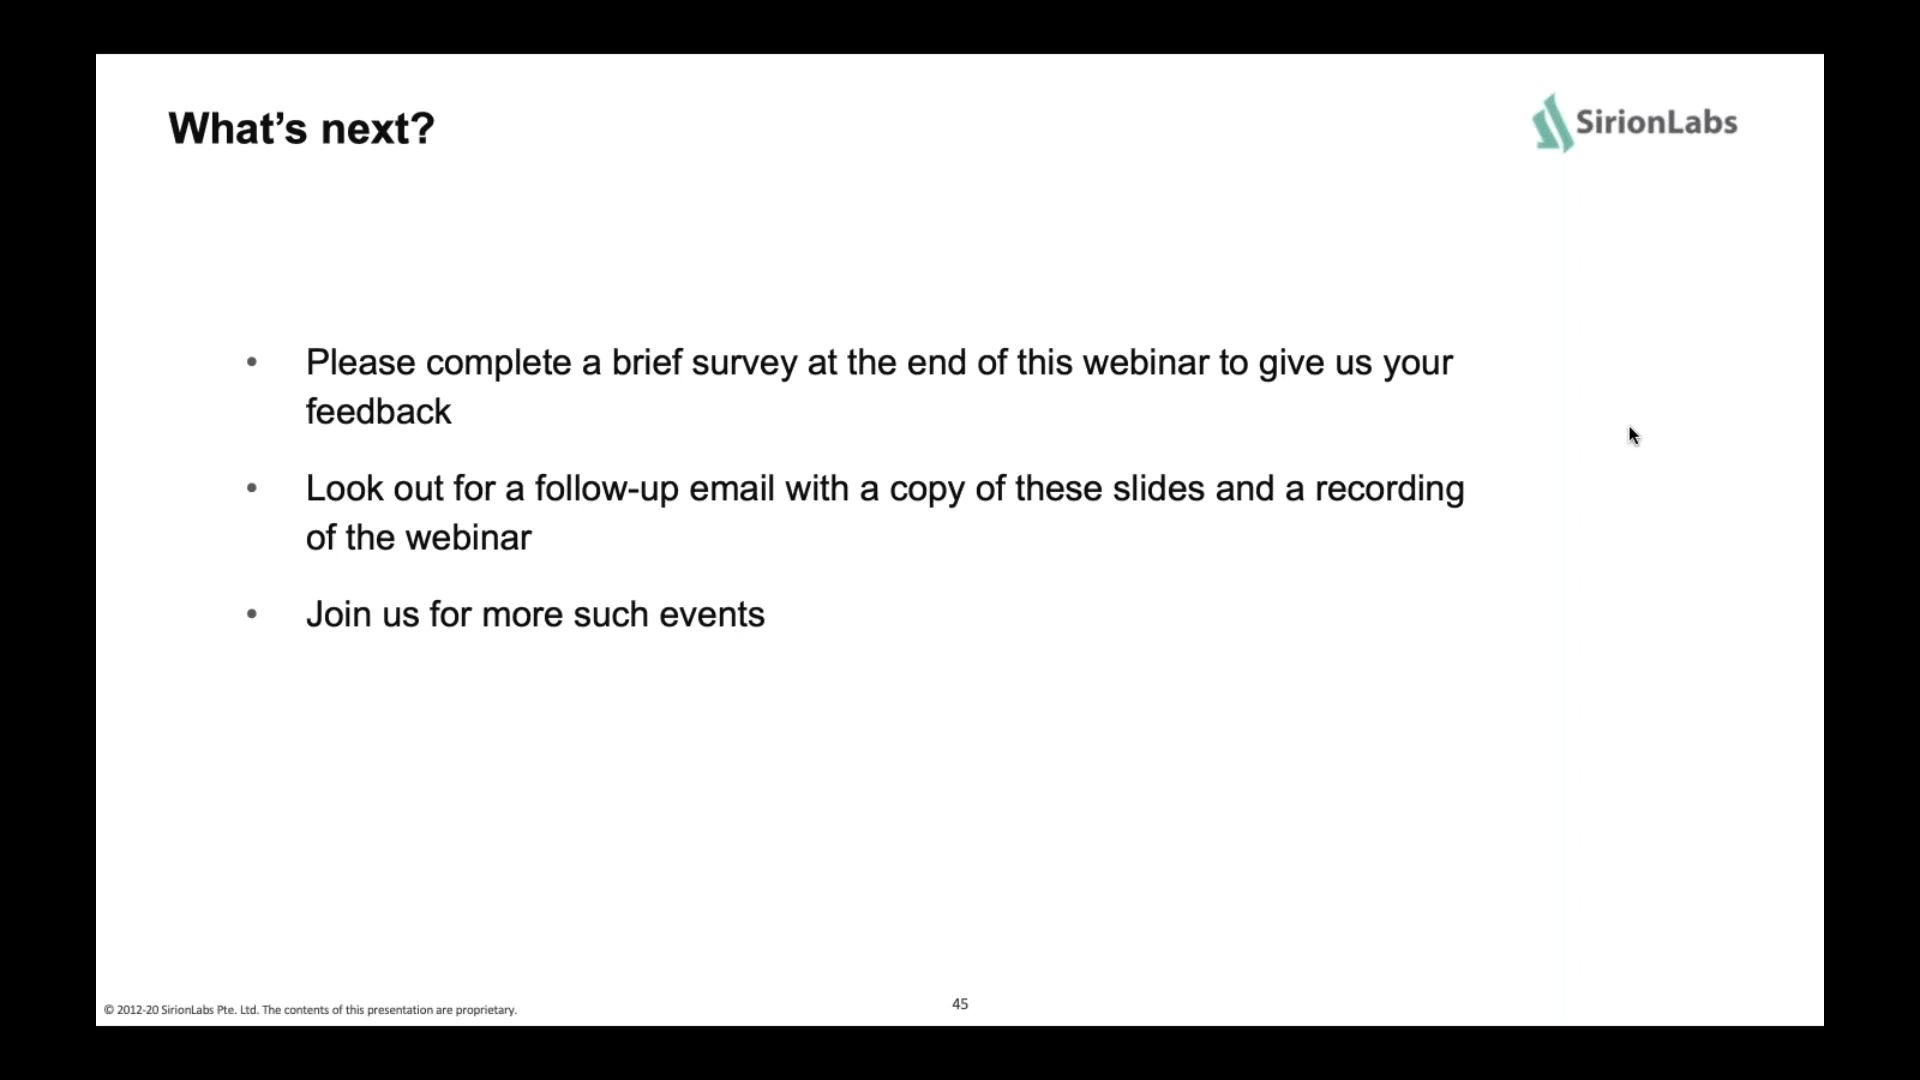 What’s next?
SirionLabs
• Please complete a brief survey at the end of this webinar to give us your
feedback
• Look out for a follow-up email with a copy of these slides and a recording
of the webinar
• Join us for more such events
© 2012-20 SirionLabs Pte. Ltd. The contents of this presentation are proprietary.
45